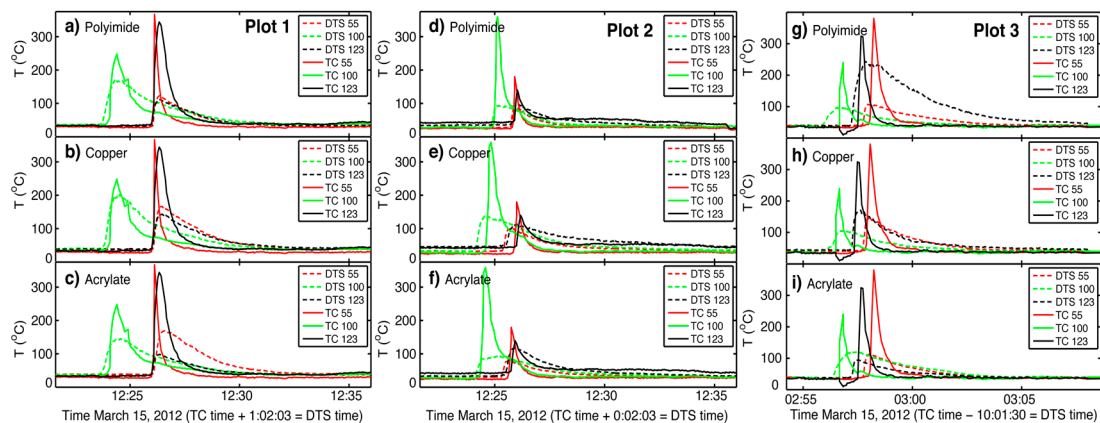 a) Polyimide Plot 1
DTS 55
DTS 100
DTS 123
TC 55
TC 100
TC 123
T (°C)
300
200
100
0
b) Copper
DTS 55
DTS 100
DTS 123
TC 55
TC 100
TC 123
T (°C)
300
200
100
0
c) Acrylate
DTS 55
DTS 100
DTS 123
TC 55
TC 100
TC 123
T (°C)
300
200
100
0
12:25 12:30 12:35
Time March 15, 2012 (TC time + 1:02:03 = DTS time)
d) Polyimide Plot 2
DTS 55
DTS 100
DTS 123
TC 55
TC 100
TC 123
T (°C)
300
200
100
0
e) Copper
DTS 55
DTS 100
DTS 123
TC 55
TC 100
TC 123
T (°C)
300
200
100
0
f) Acrylate
DTS 55
DTS 100
DTS 123
TC 55
TC 100
TC 123
T (°C)
300
200
100
0
12:25 12:30 12:35
Time March 15, 2012 (TC time + 0:02:03 = DTS time)
g) Polyimide Plot 3
DTS 55
DTS 100
DTS 123
TC 55
TC 100
TC 123
T (°C)
300
200
100
0
h) Copper
DTS 55
DTS 100
DTS 123
TC 55
TC 100
TC 123
T (°C)
300
200
100
0
i) Acrylate
DTS 55
DTS 100
DTS 123
TC 55
TC 100
TC 123
T (°C)
300
200
100
0
02:55 03:00 03:05
Time March 15, 2012 (TC time − 10:01:30 = DTS time)